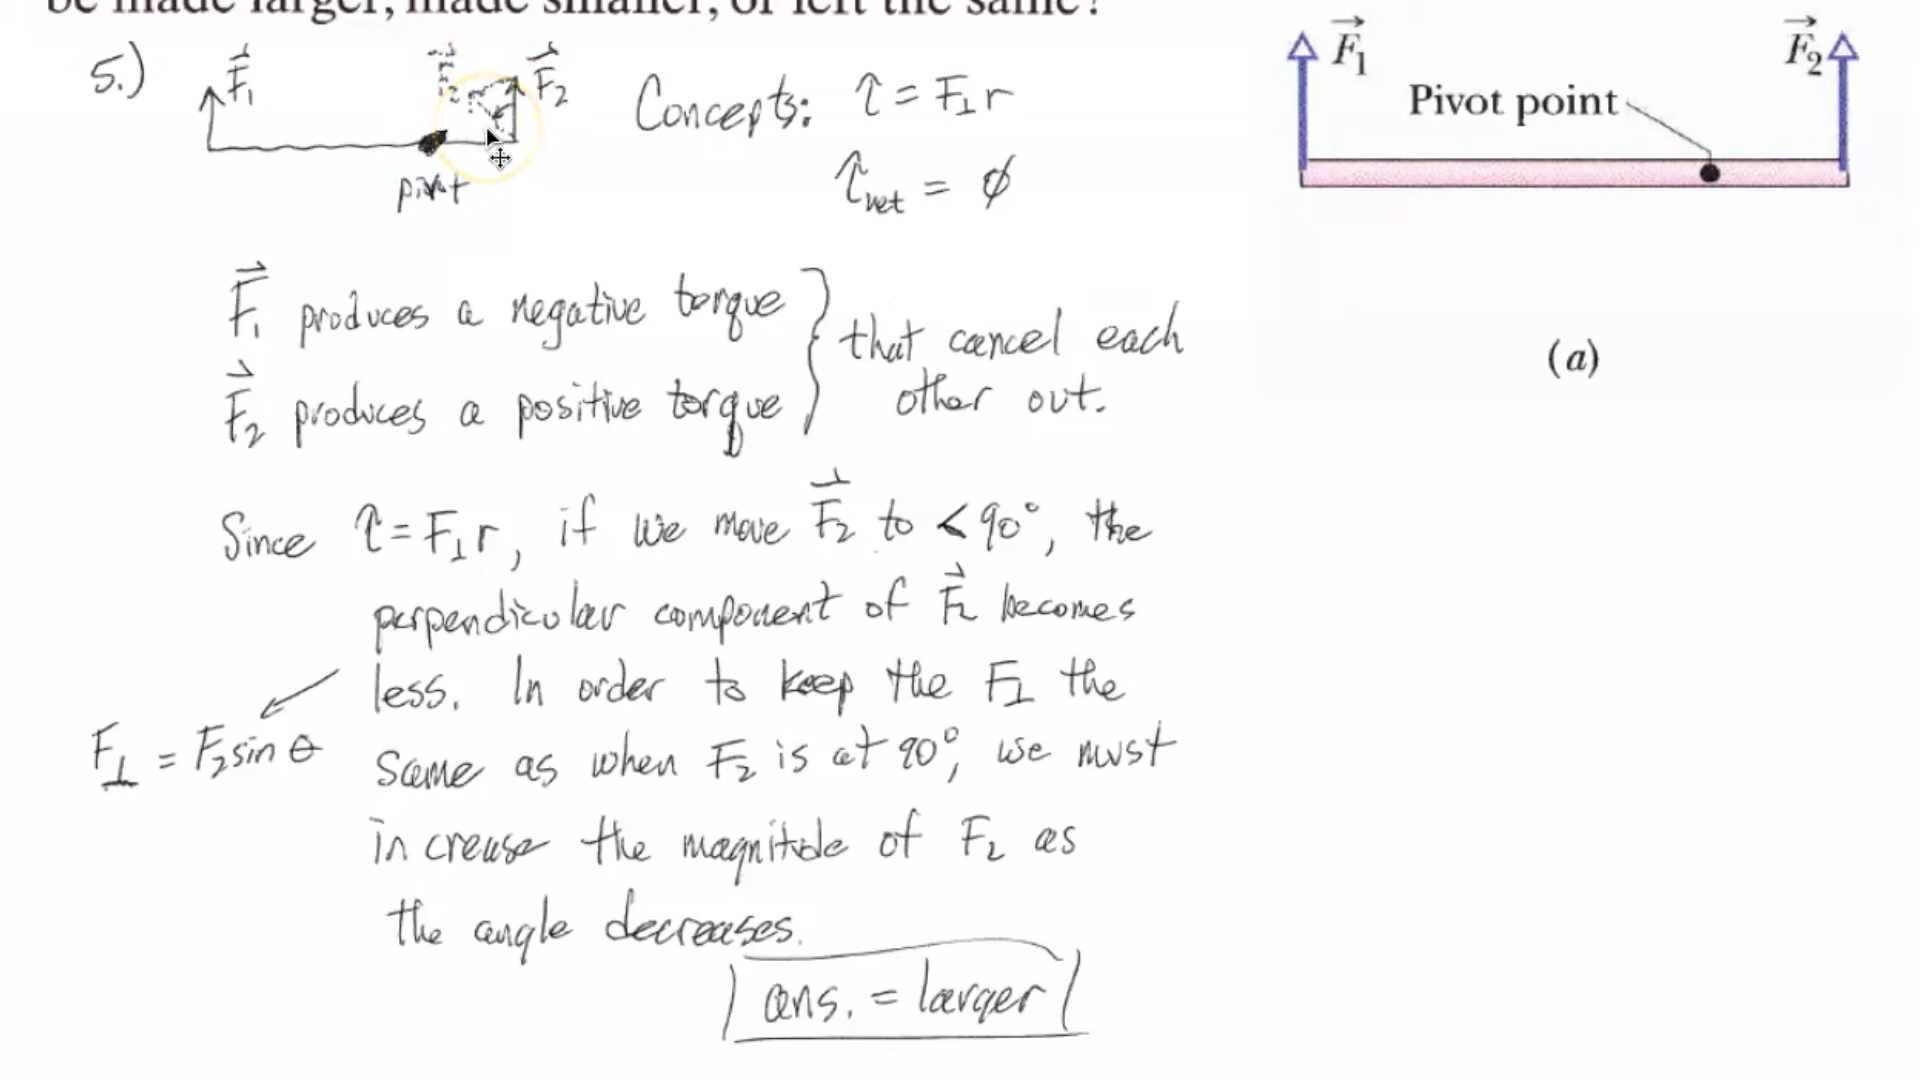 be made larger, made smaller, or left the same?
5.) F₁ F₂ F₂ Concepts: τ = F⊥r
pivot τnet = ∅
F₁ F₂
Pivot point
(a)
F₁ produces a negative torque
F₂ produces a positive torque
that cancel each
other out.
Since τ = F⊥r, if we move F₂ to < 90°, the
perpendicular component of F₂ becomes
less. In order to keep the F⊥ the
F⊥ = F₂ sin θ
same as when F₂ is at 90°, we must
increase the magnitude of F₂ as
the angle decreases.
ans. = larger